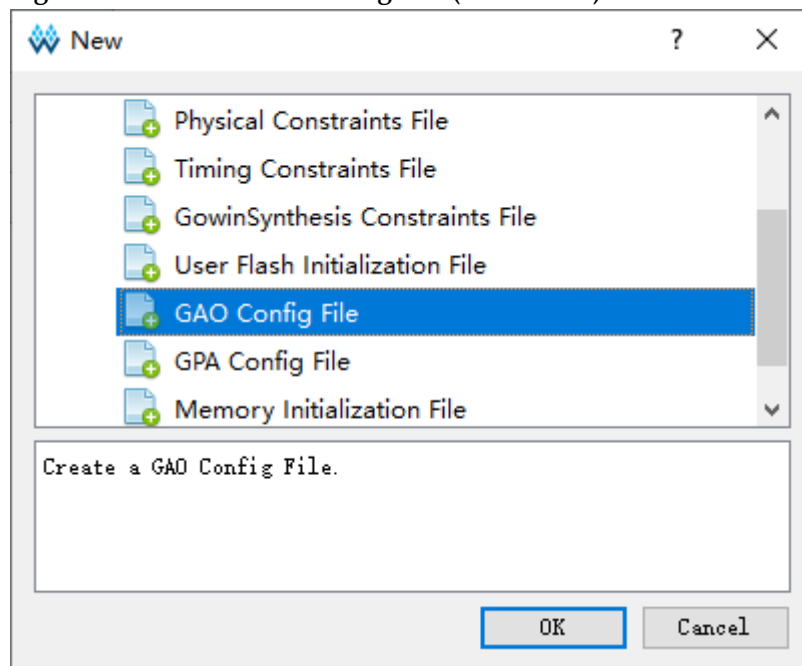 New
?
Physical Constraints File
Timing Constraints File
GowinSynthesis Constraints File
User Flash Initialization File
GAO Config File
GPA Config File
Memory Initialization File
Create a GAO Config File.
OK Cancel